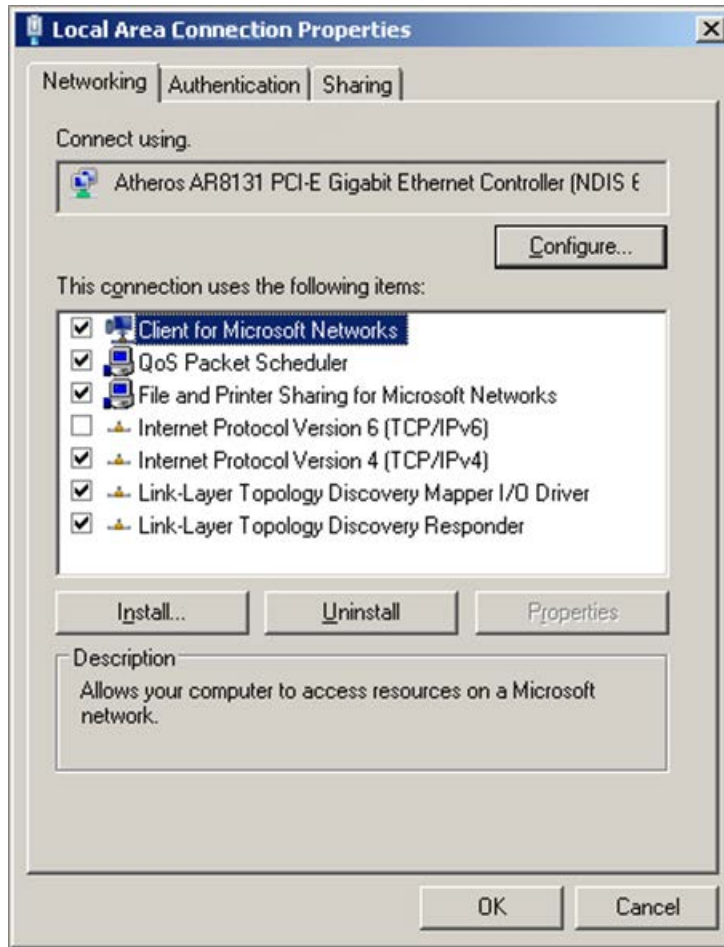 Local Area Connection Properties
Networking
Authentication
Sharing
Connect using.
Atheros AR8131 PCI-E Gigabit Ethernet Controller (NDIS 6
Configure...
This connection uses the following items:
Client for Microsoft Networks
QoS Packet Scheduler
File and Printer Sharing for Microsoft Networks
Internet Protocol Version 6 (TCP/IPv6)
Internet Protocol Version 4 (TCP/IPv4)
Link-Layer Topology Discovery Mapper I/O Driver
Link-Layer Topology Discovery Responder
Install...
Uninstall
Properties
Description
Allows your computer to access resources on a Microsoft
network.
OK
Cancel